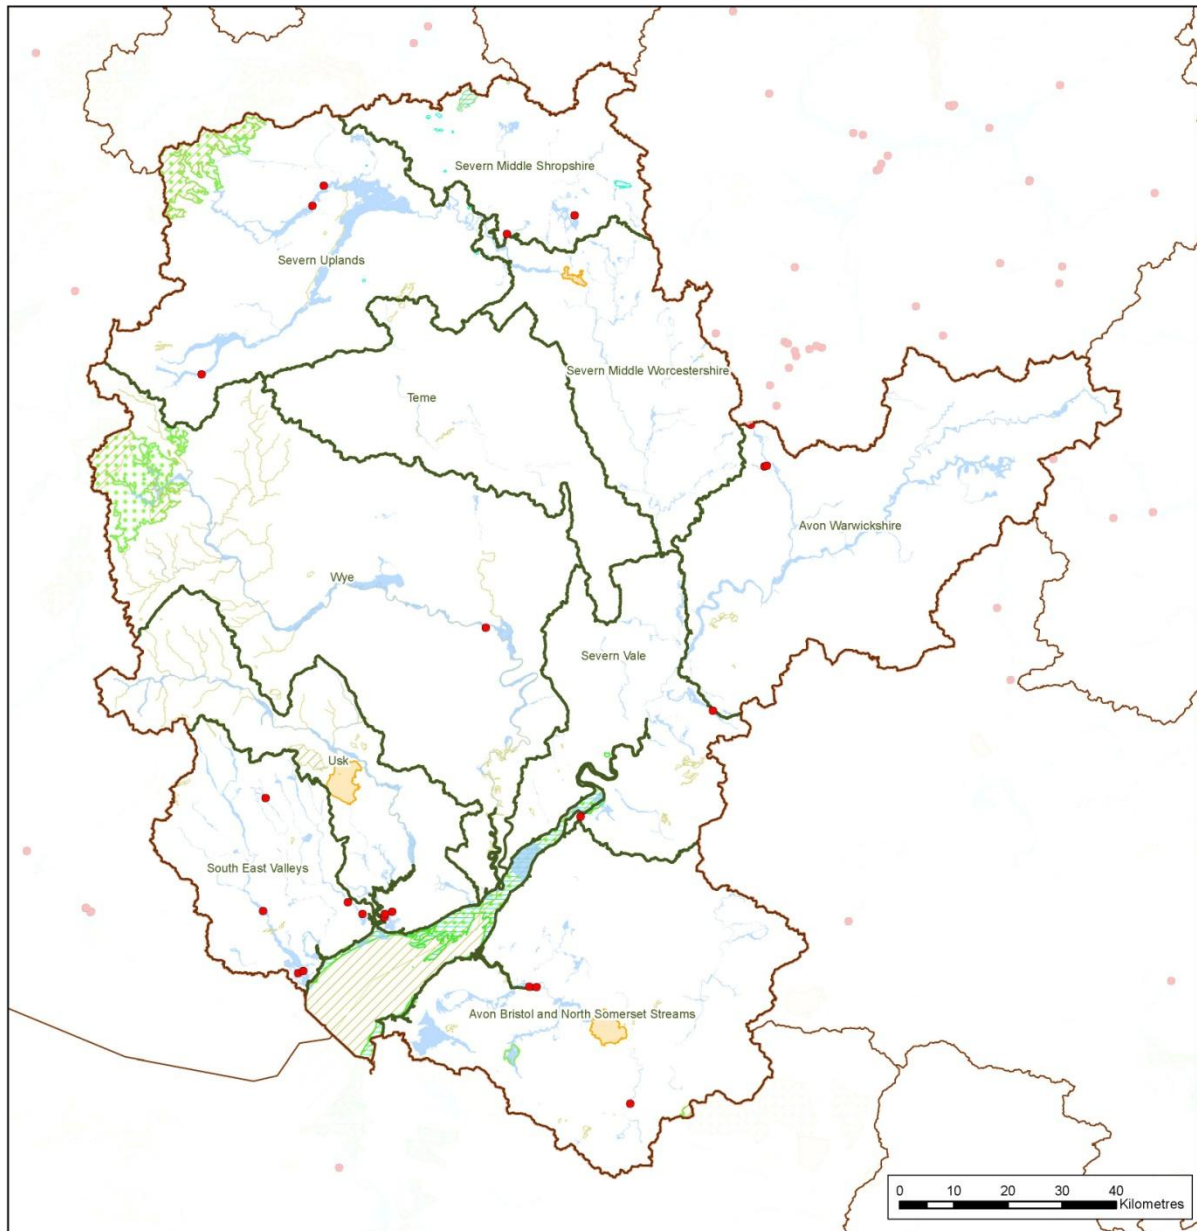 Severn Middle Shropshire
Severn Uplands
Severn Middle Worcestershire
Teme
Avon Warwickshire
Wye
Severn Vale
Usk
South East Valleys
Avon Bristol and North Somerset Streams
0 10 20 30 40
Kilometres